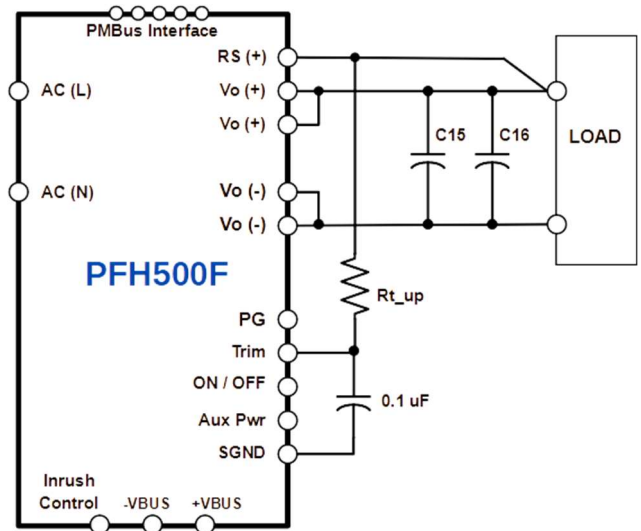 PMBus Interface
RS (+)
AC (L)
Vo (+)
Vo (+)
C15
C16
LOAD
AC (N)
Vo (-)
Vo (-)
PFH500F
Rt_up
PG
Trim
ON / OFF
0.1 uF
Aux Pwr
SGND
Inrush
Control
-VBUS
+VBUS